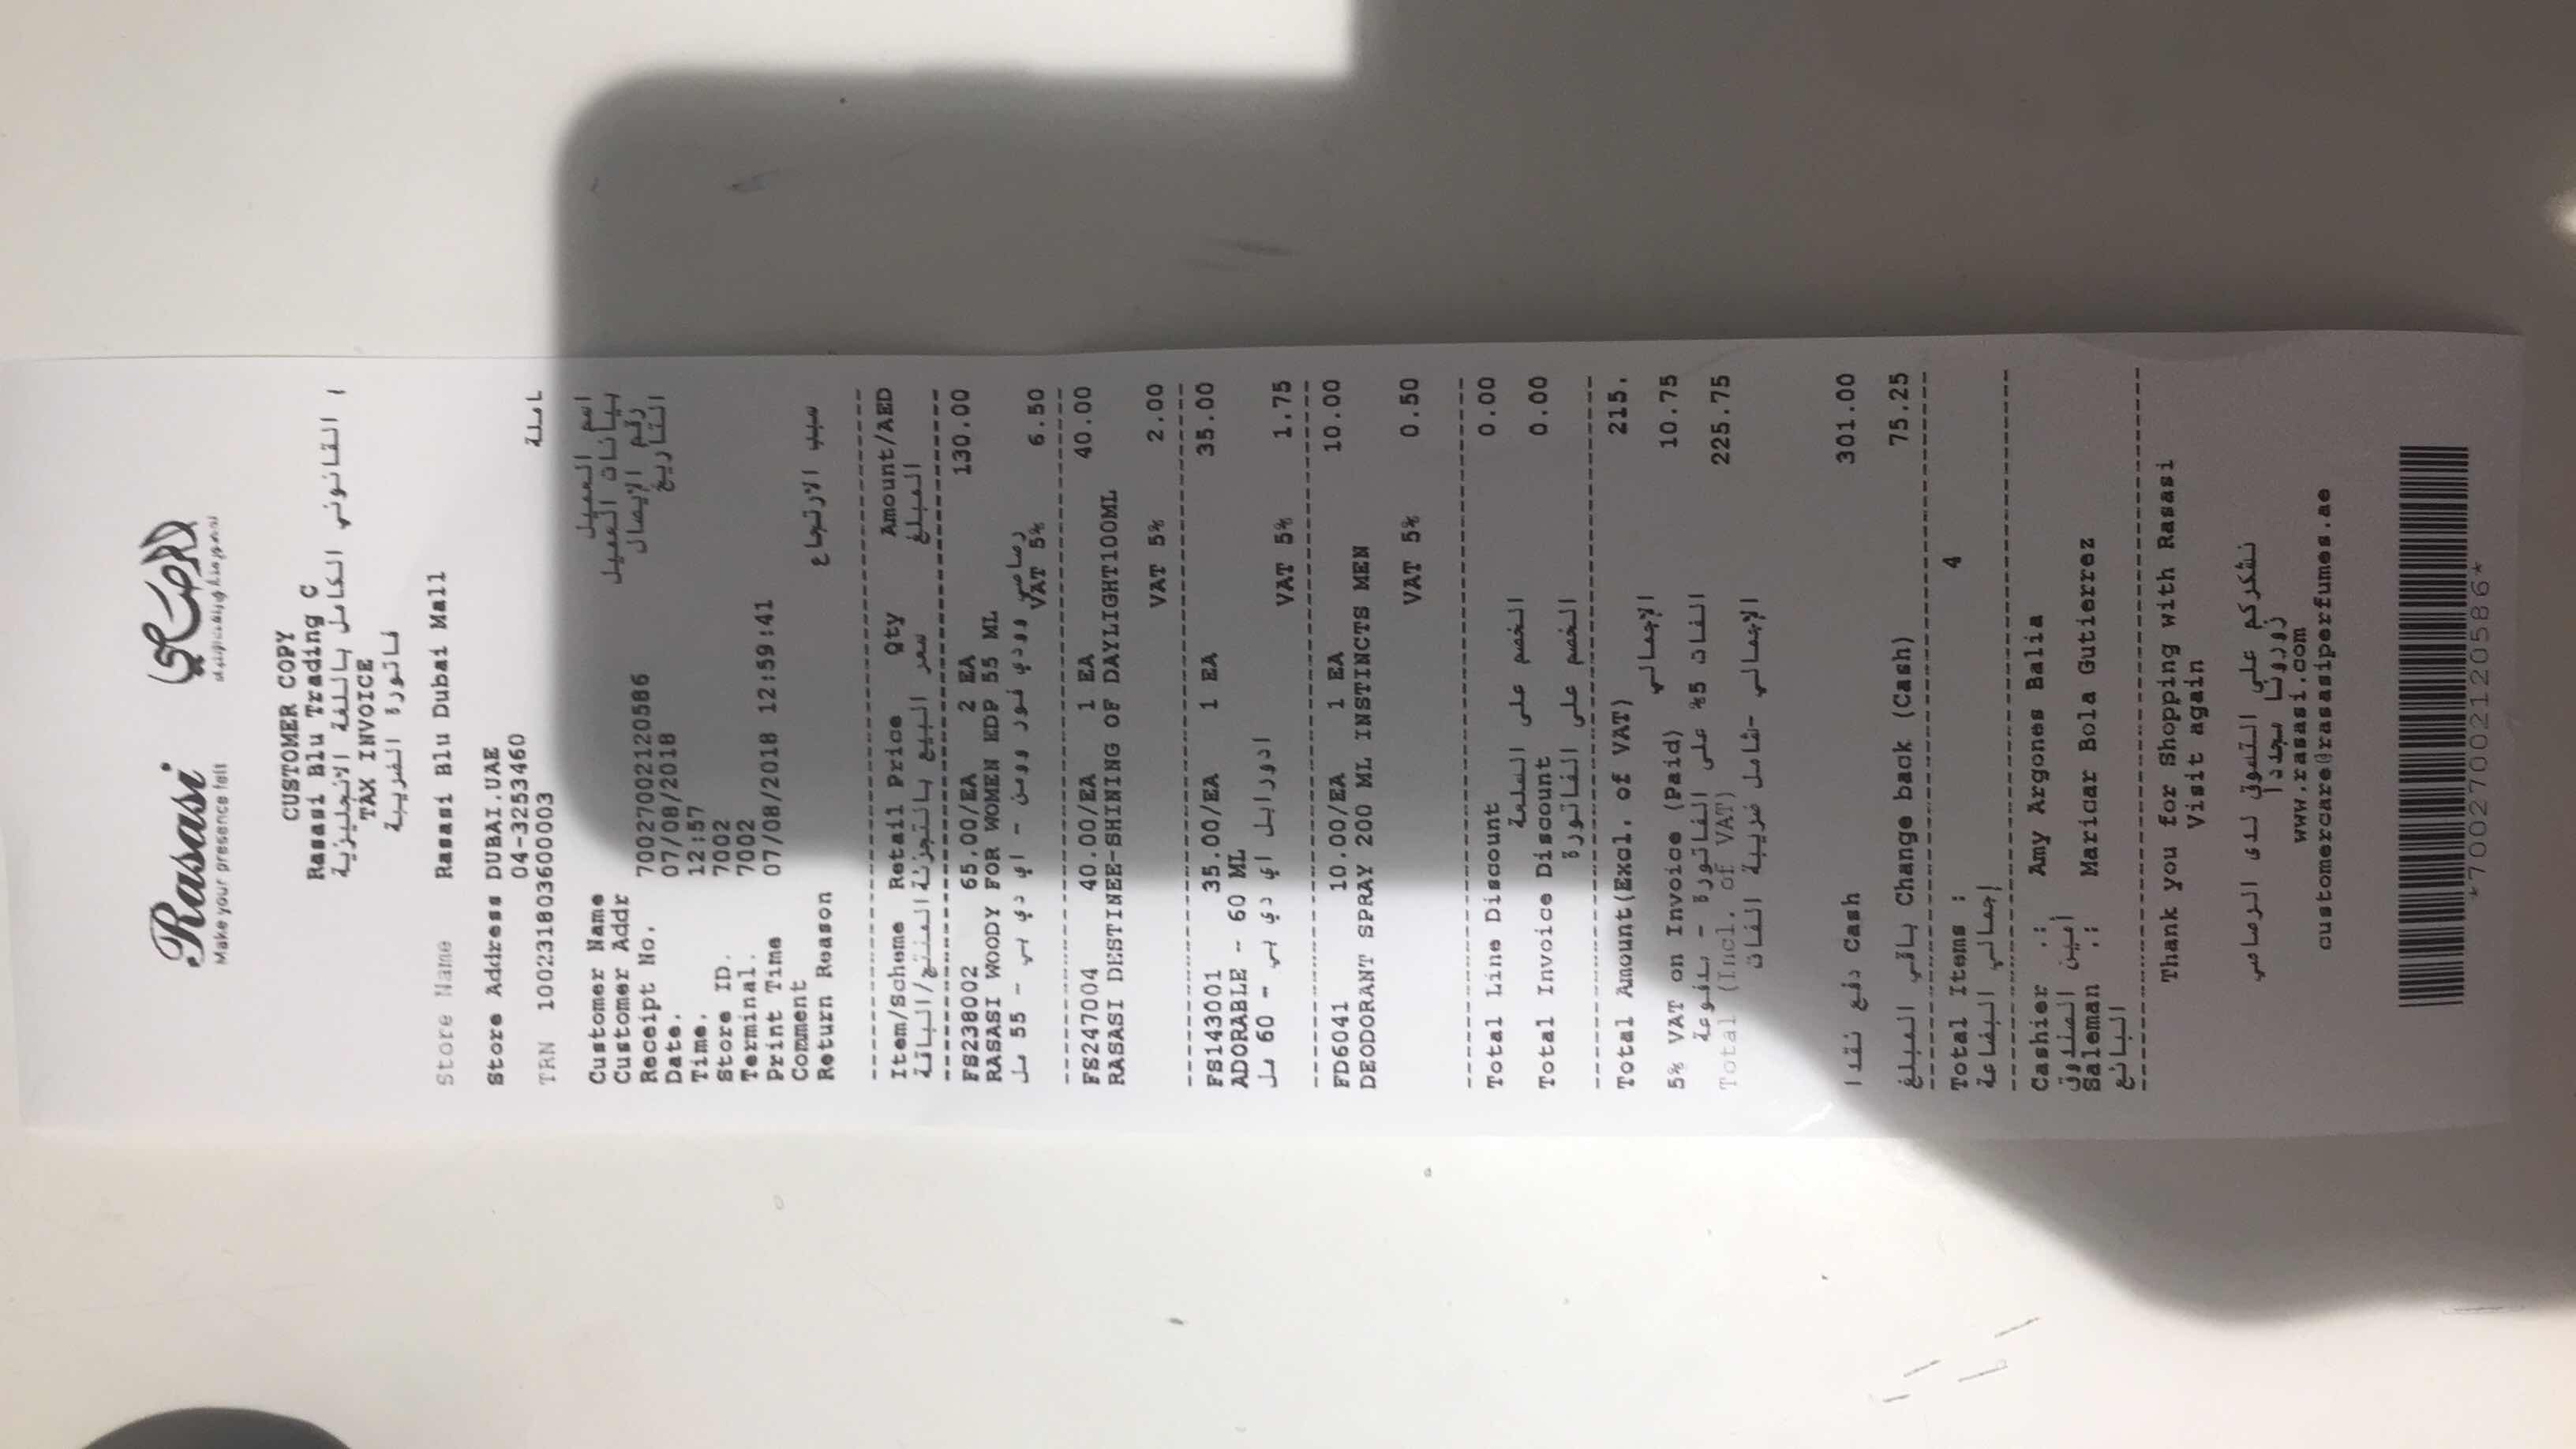 Rasasi الرصاصي
Make your presence felt
CUSTOMER COPY
Rasasi Blu Trading C
القانوني الكامل باللغة الانجليزية
TAX INVOICE
فاتورة الضريبة
Store Name Rasasi Blu Dubai Mall
Store Address DUBAI.UAE
04-3253460
املة
TRN 100231803600003
Customer Name اسم العميل
Customer Addr بيانات العميل
Receipt No. 70027002120586 رقم الإيصال
Date. 07/08/2018 التاريخ
Time. 12:57
Store ID. 7002
Terminal. 7002
Print Time 07/08/2018 12:59:41
Comment
Return Reason سبب الارتجاع
Item/Scheme Retail Price Qty Amount/AED
المنتج/الباقة سعر البيع بالتجزئة المبلغ
FS238002 65.00/EA 2 EA 130.00
RASASI WOODY FOR WOMEN EDP 55 ML
رصاصي وودي فور وومن - اي دي بي - 55 مل
VAT 5% 6.50
FS247004 40.00/EA 1 EA 40.00
RASASI DESTINEE-SHINING OF DAYLIGHT100ML
VAT 5% 2.00
FS143001 35.00/EA 1 EA 35.00
ADORABLE - 60 ML
ادورابل اي دي بي - 60 مل
VAT 5% 1.75
FD6041 10.00/EA 1 EA 10.00
DEODORANT SPRAY 200 ML INSTINCTS MEN
VAT 5% 0.50
Total Line Discount 0.00
الخصم على السلعة
Total Invoice Discount 0.00
الخصم على الفاتورة
Total Amount(Excl. of VAT) 215.
الإجمالي
5% VAT on Invoice (Paid) 10.75
الفات 5% على الفاتورة - مدفوعة
Total (Incl. of VAT) 225.75
الإجمالي -شامل ضريبة الفات
دفع نقدا Cash 301.00
باقي المبلغ Change back (Cash) 75.25
Total Items : 4
إجمالي البضاعة
Cashier .: Amy Argones Balia
أمين الصندوق
Saleman .: Maricar Bola Gutierrez
البائع
Thank you for Shopping with Rasasi
Visit again
نشكركم على التسوق لدى الرصاصي
زورونا مجددا
www.rasasi.com
customercare@rasasiperfumes.ae
*70027002120586*